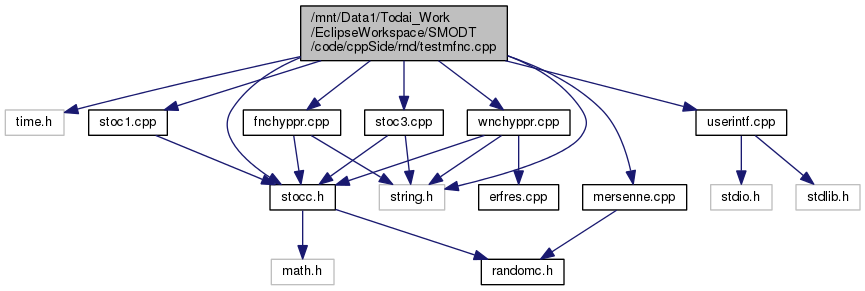 /mnt/Data1/Todai_Work
/EclipseWorkspace/SMODT
/code/cppSide/rnd/testmfnc.cpp
time.h
stoc1.cpp
fnchyppr.cpp
stoc3.cpp
wnchyppr.cpp
userintf.cpp
stocc.h
string.h
erfres.cpp
mersenne.cpp
stdio.h
stdlib.h
math.h
randomc.h